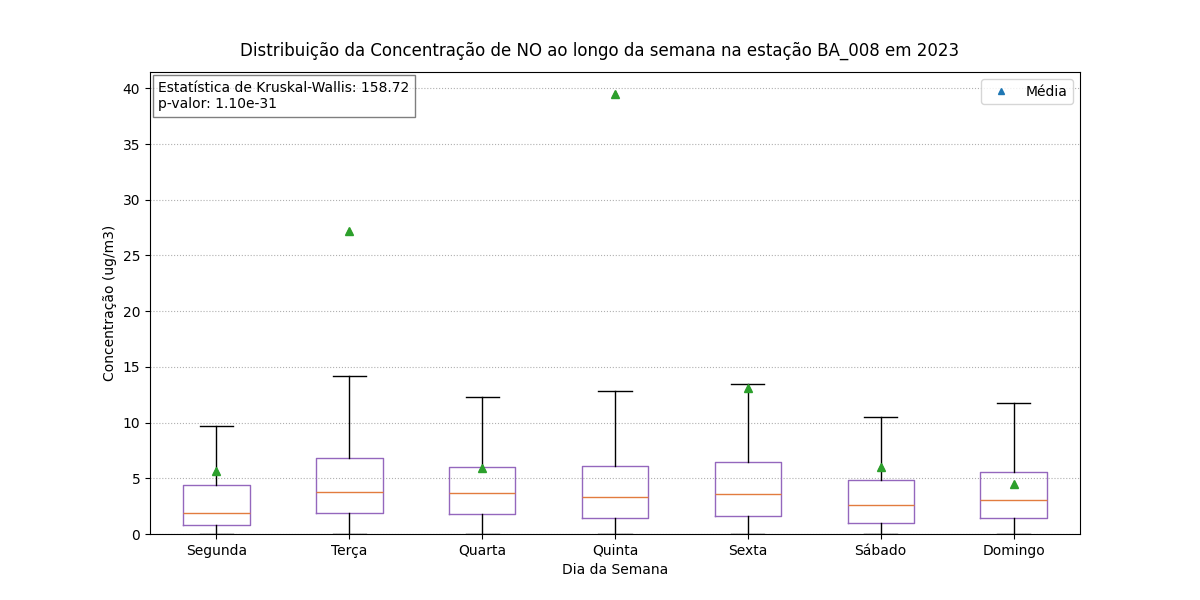 Distribuição da Concentração de NO ao longo da semana na estação BA_008 em 2023
Estatística de Kruskal-Wallis: 158.72
p-valor: 1.10e-31
Média
Concentração (ug/m3)
40
35
30
25
20
15
10
5
0
Segunda Terça Quarta Quinta Sexta Sábado Domingo
Dia da Semana